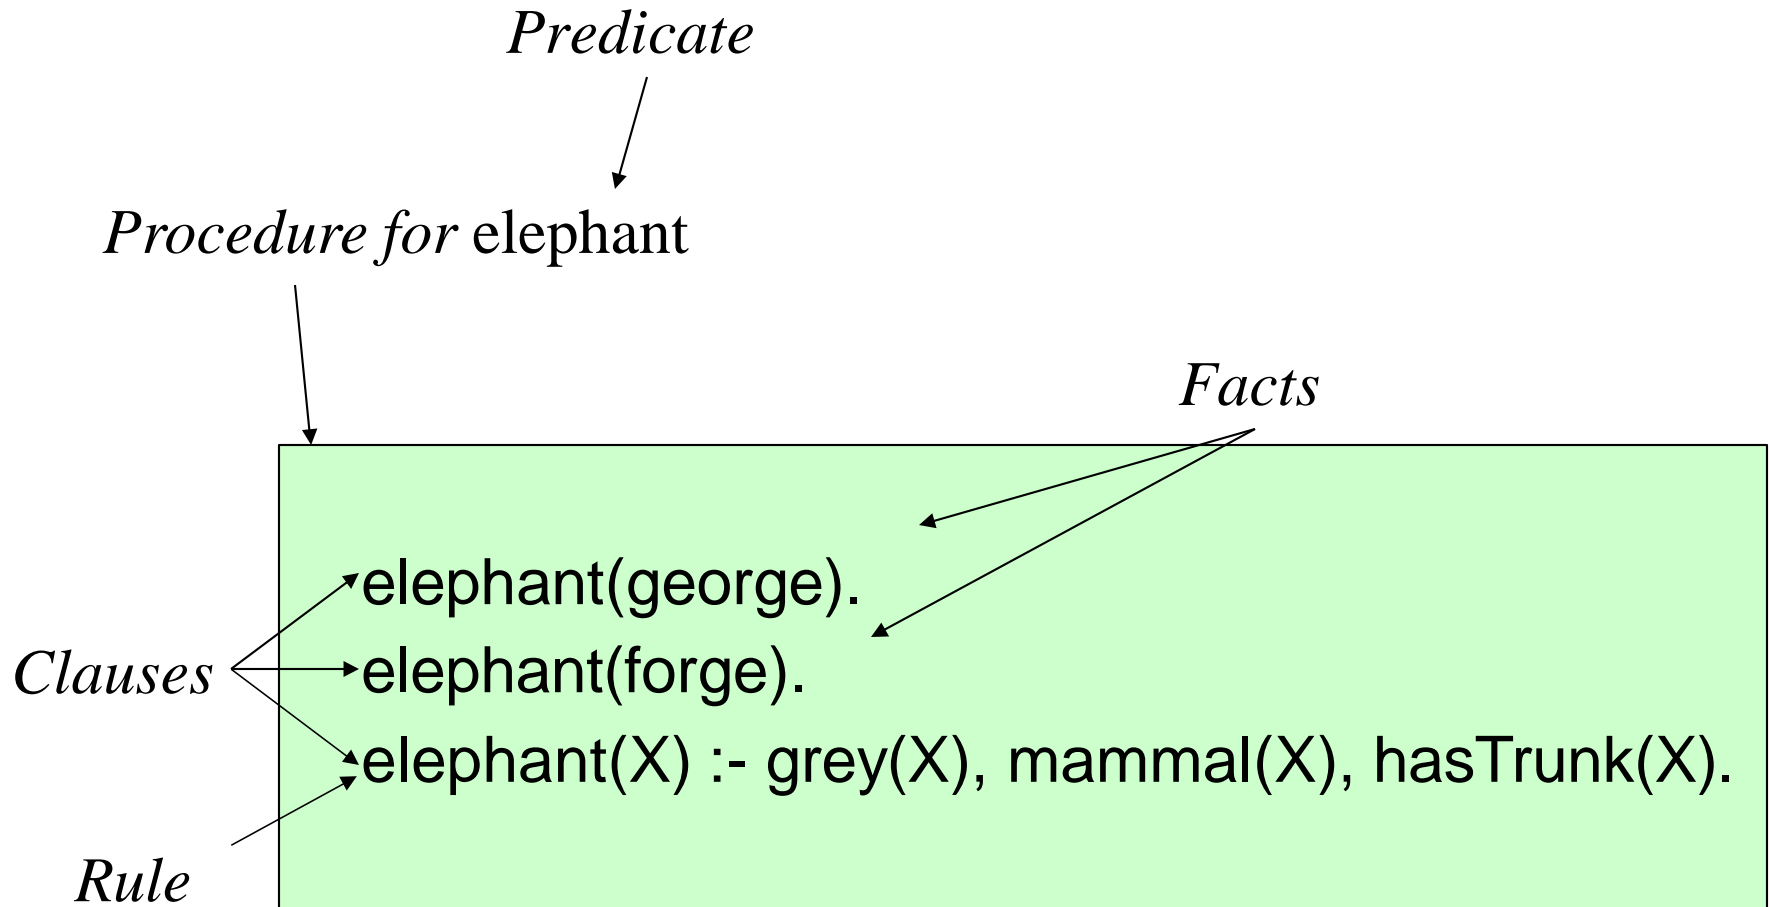 Predicate
Procedure for elephant
Facts
elephant(george).
Clauses
elephant(forge).
elephant(X) :- grey(X), mammal(X), hasTrunk(X).
Rule